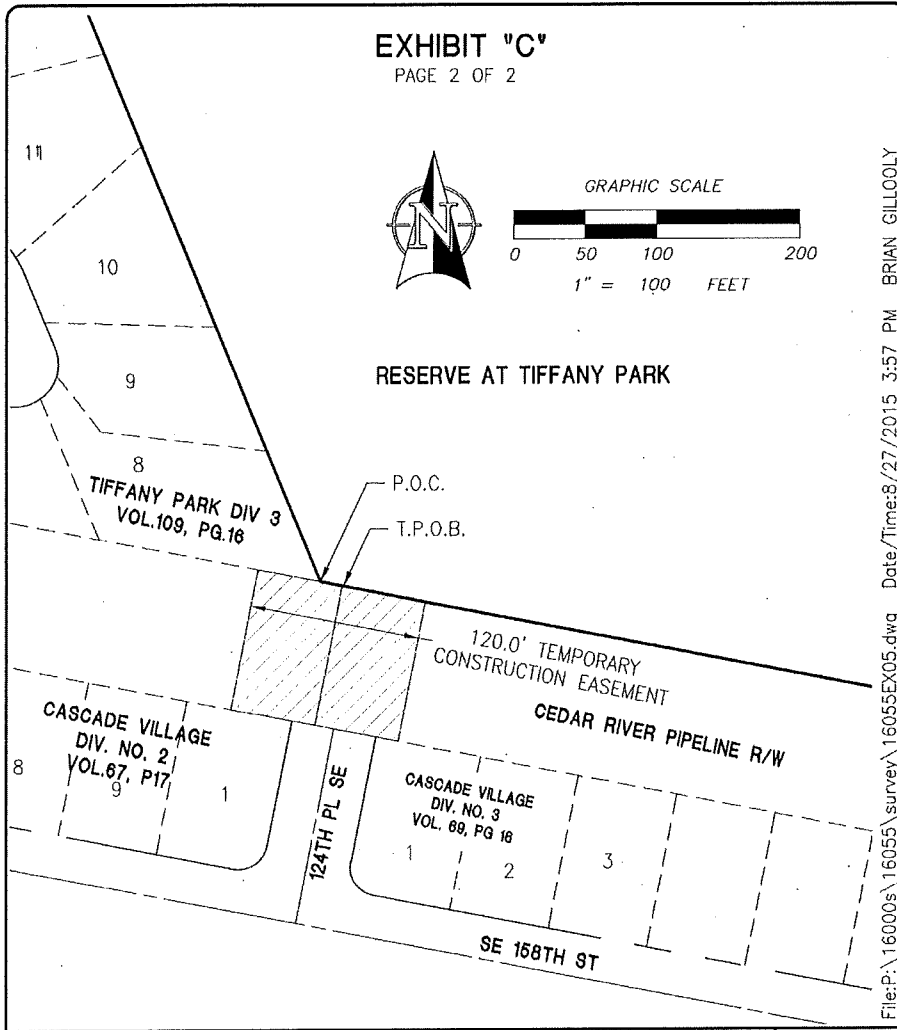 EXHIBIT "C"
PAGE 2 OF 2
GRAPHIC SCALE
0 50 100 200
1" = 100 FEET
RESERVE AT TIFFANY PARK
11
10
9
8
TIFFANY PARK DIV 3
VOL.109, PG.16
P.O.C.
T.P.O.B.
N
120.0' TEMPORARY
CONSTRUCTION EASEMENT
CEDAR RIVER PIPELINE R/W
CASCADE VILLAGE
DIV. NO. 2
VOL.67, P17
8
9
1
124TH PL SE
CASCADE VILLAGE
DIV. NO. 3
VOL. 69, PG 16
1
2
3
SE 158TH ST
File:P:\16000s\16055\survey\16055EX05.dwg Date/Time:8/27/2015 3:57 PM BRIAN GILLOOLY